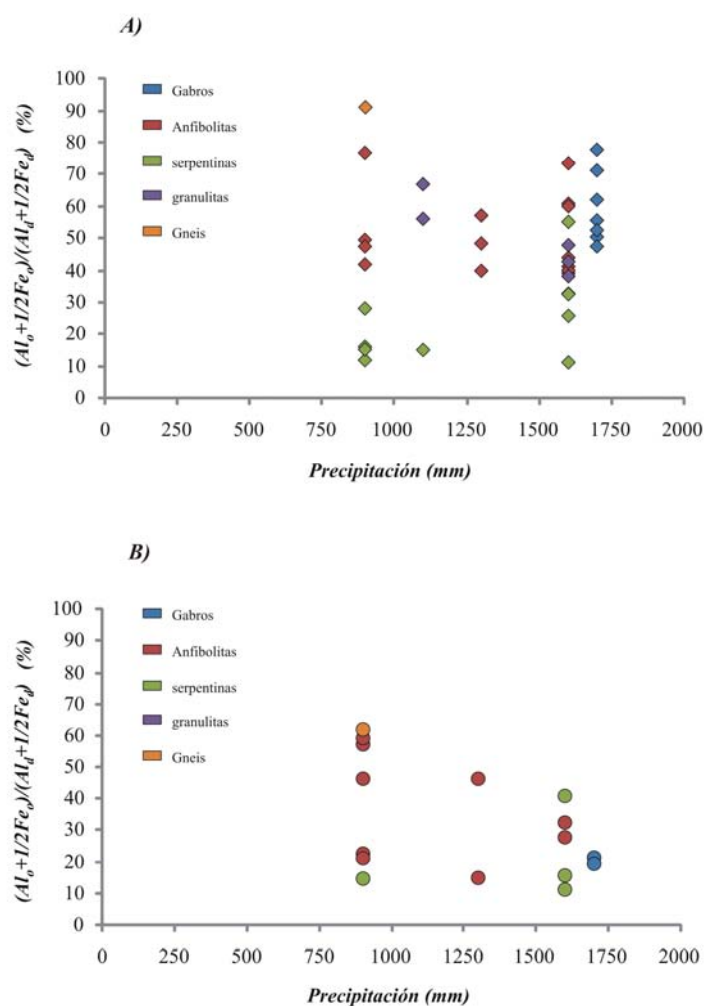 A)
(Al_o+1/2Fe_o)/(Al_d+1/2Fe_d) (%)
100
90
80
70
60
50
40
30
20
10
0
Gabros
Anfibolitas
serpentinas
granulitas
Gneis
0 250 500 750 1000 1250 1500 1750 2000
Precipitación (mm)
B)
(Al_o+1/2Fe_o)/(Al_d+1/2Fe_d) (%)
100
90
80
70
60
50
40
30
20
10
0
Gabros
Anfibolitas
serpentinas
granulitas
Gneis
0 250 500 750 1000 1250 1500 1750 2000
Precipitación (mm)